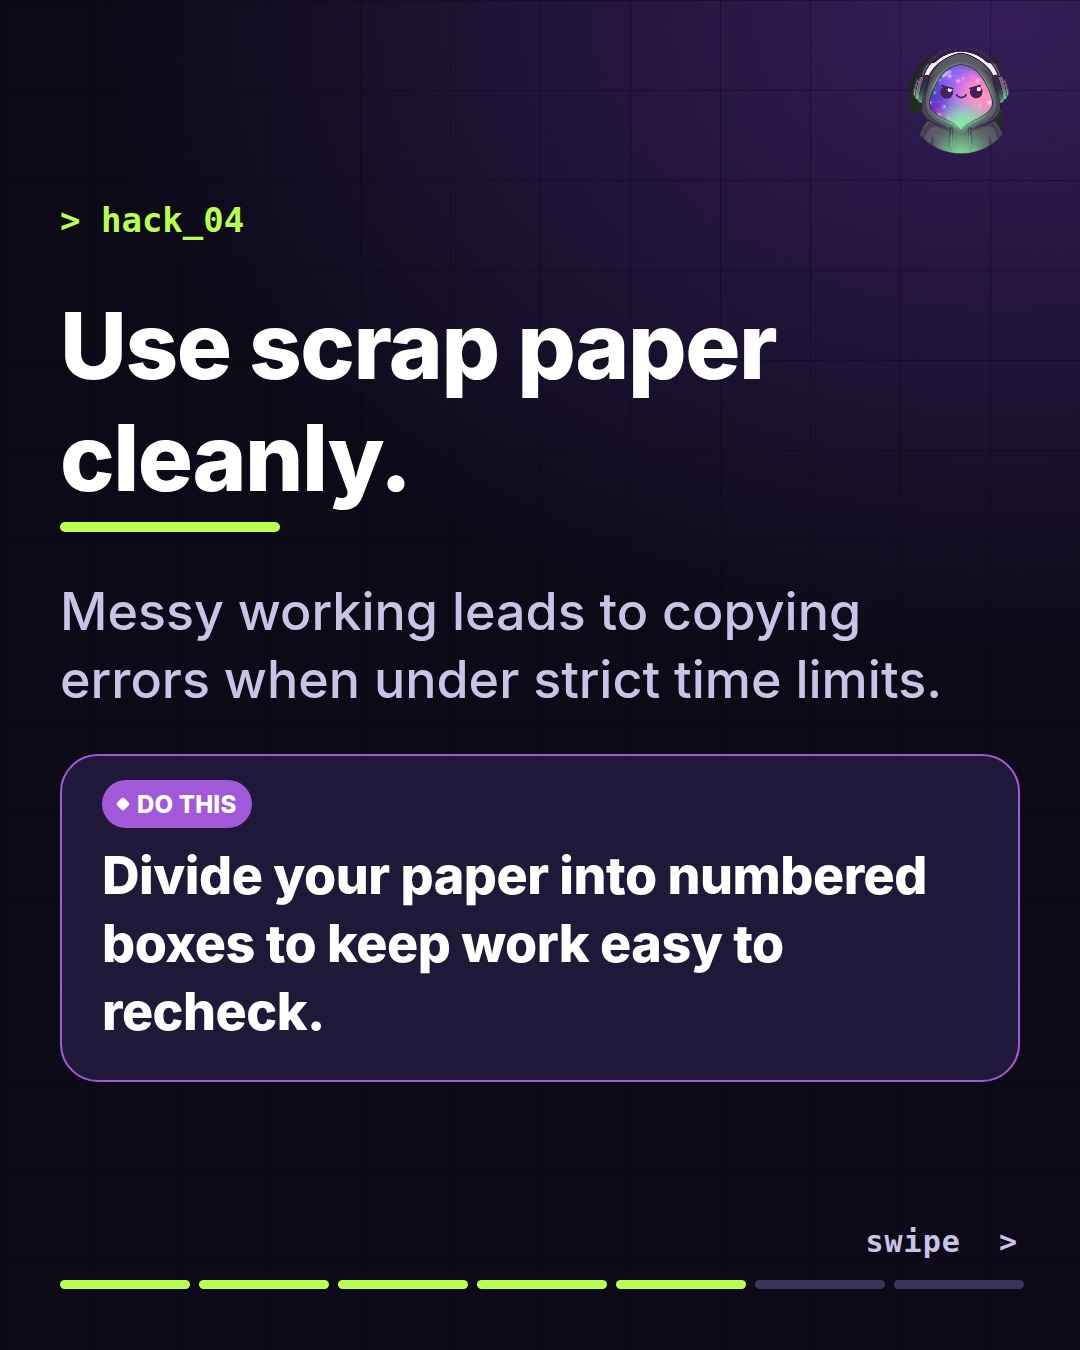 > hack_04
Use scrap paper
cleanly.
Messy working leads to copying
errors when under strict time limits.
DO THIS
Divide your paper into numbered
boxes to keep work easy to
recheck.
swipe >